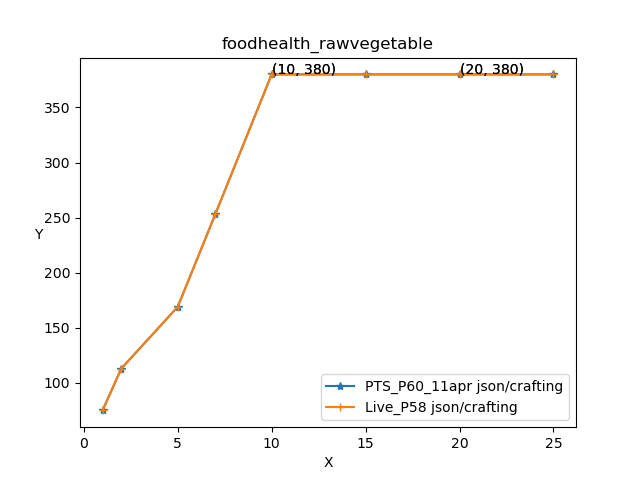 foodhealth_rawvegetable
(10, 380)
(20, 380)
350
300
250
200
150
100
Y
0
5
10
15
20
25
X
PTS_P60_11apr json/crafting
Live_P58 json/crafting